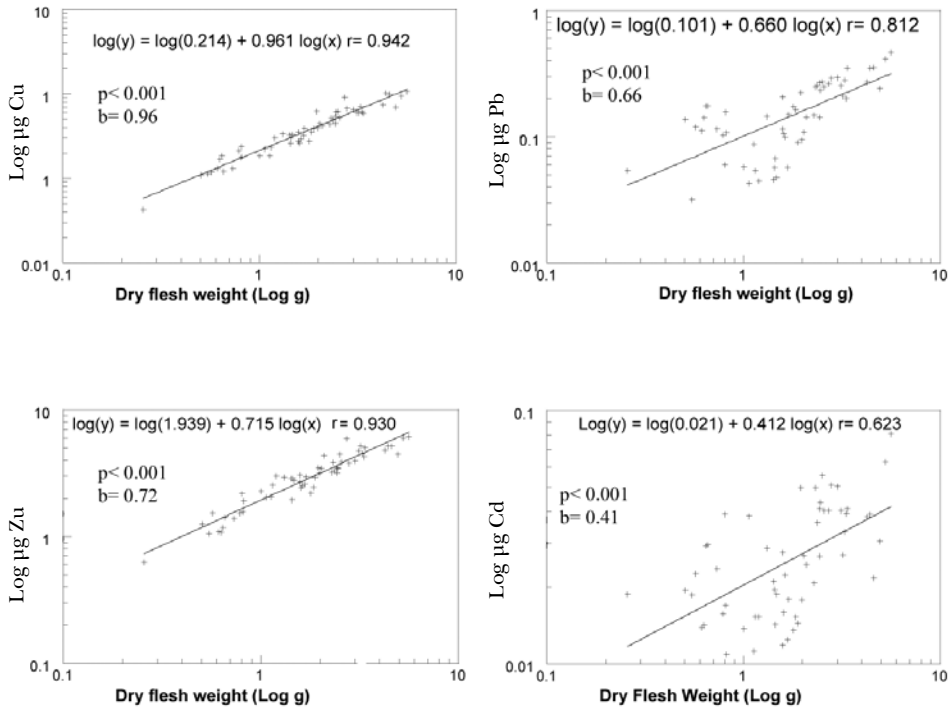 10
log(y) = log(0.214) + 0.961 log(x) r= 0.942
p< 0.001
b= 0.96
1
Log µg Cu
1
0.01
0.1 1 10
Dry flesh weight (Log g)
1
log(y) = log(0.101) + 0.660 log(x) r= 0.812
p< 0.001
b= 0.66
Log µg Pb
0.1
0.01
0.1 1 10
Dry flesh weight (Log g)
10
log(y) = log(1.939) + 0.715 log(x) r= 0.930
p< 0.001
b= 0.72
Log µg Zu
1
0.1
0.1 1 10
Dry flesh weight (Log g)
0.1
Log(y) = log(0.021) + 0.412 log(x) r= 0.623
p< 0.001
b= 0.41
Log µg Cd
0.01
0.1 1 10
Dry Flesh Weight (Log g)